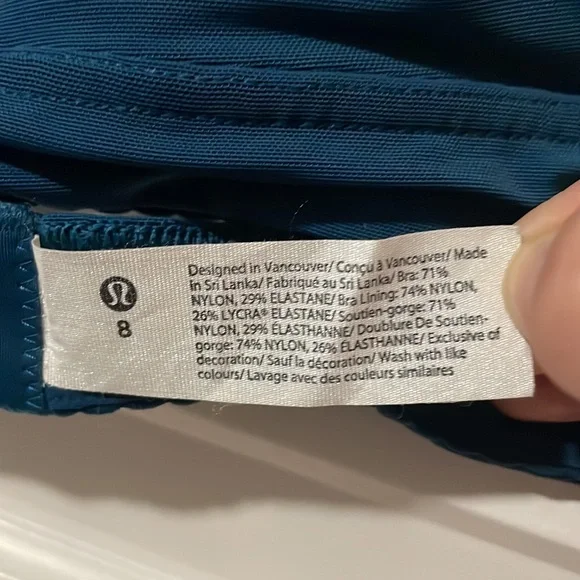 8
Designed in Vancouver/ Conçu à Vancouver/ Made
in Sri Lanka/ Fabriqué au Sri Lanka/ Bra: 71%
NYLON, 29% ELASTANE/ Bra Lining: 74% NYLON,
26% LYCRA® ELASTANE/ Soutien-gorge: 71%
NYLON, 29% ÉLASTHANNE/ Doublure De Soutien-
gorge: 74% NYLON, 26% ÉLASTHANNE/ Exclusive of
decoration/ Sauf la décoration/ Wash with like
colours/ Lavage avec des couleurs similaires